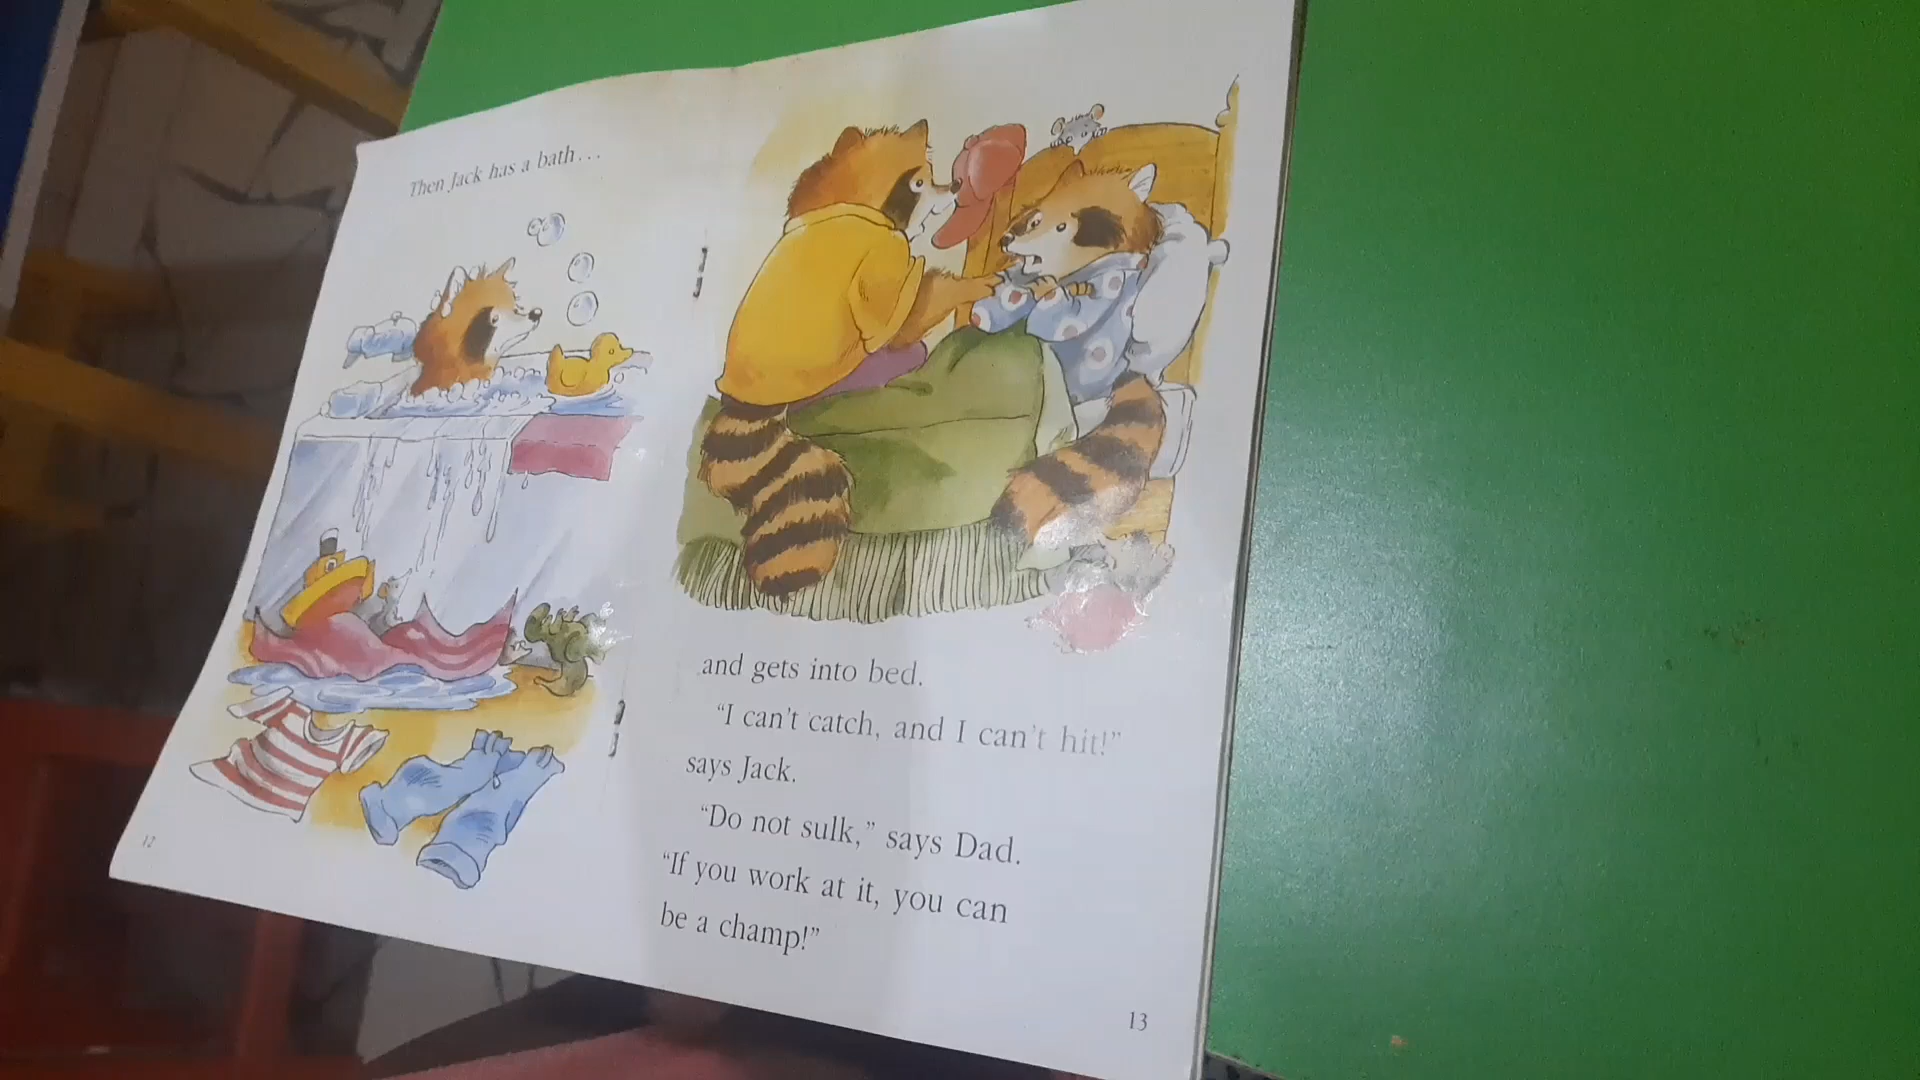 Then Jack has a bath...
12
and gets into bed.
“I can't catch, and I can't hit!”
says Jack.
“Do not sulk,” says Dad.
“If you work at it, you can
be a champ!”
13